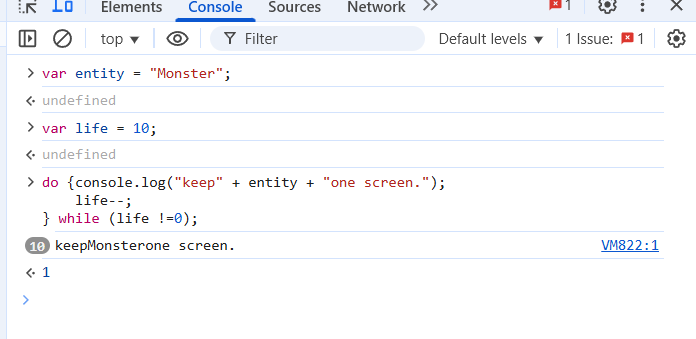 Elements Console Sources Network 1
top Filter Default levels 1 Issue: 1
var entity = "Monster";
undefined
var life = 10;
undefined
do {console.log("keep" + entity + "one screen.");
life--;
} while (life !=0);
10 keepMonsterone screen. VM822:1
1